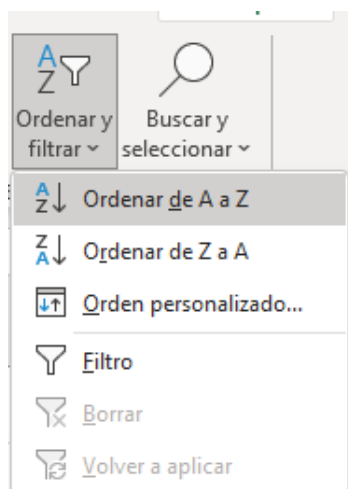 Ordenar y
filtrar
Buscar y
seleccionar
Ordenar de A a Z
Ordenar de Z a A
Orden personalizado...
Filtro
Borrar
Volver a aplicar